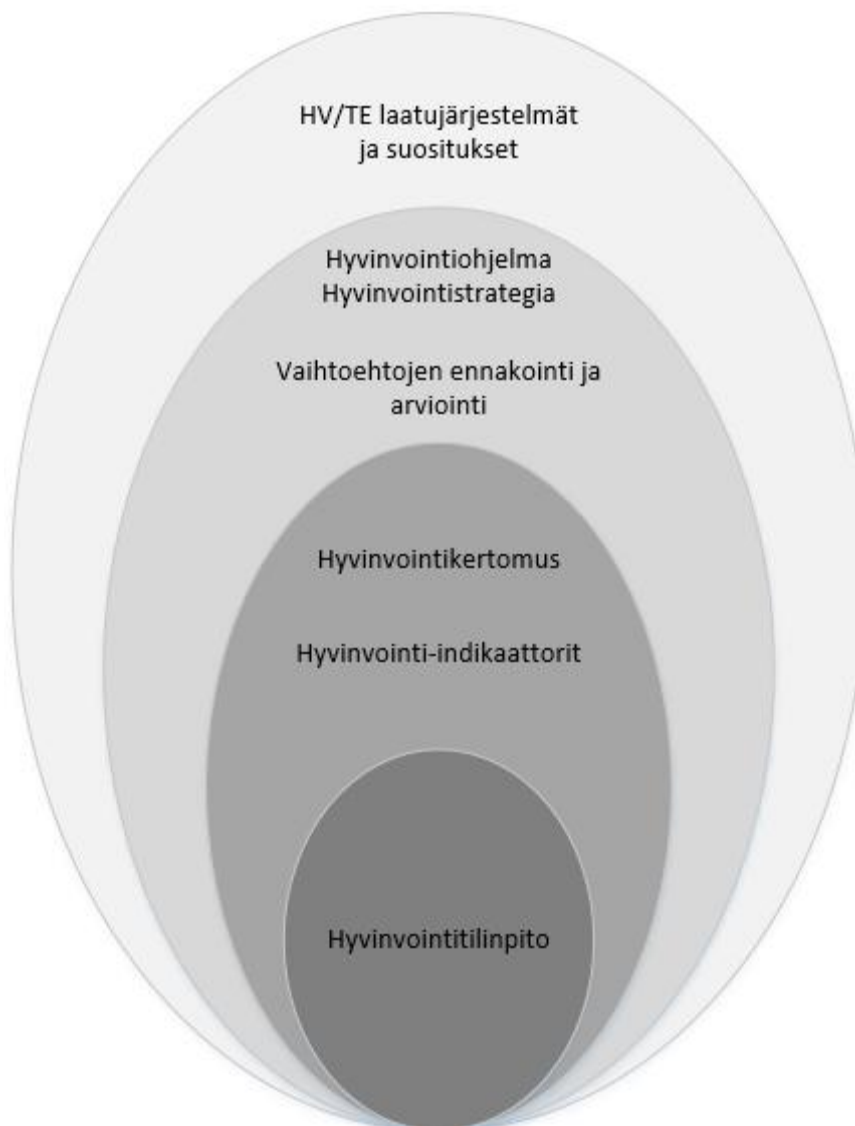 HV/TE laatujärjestelmät
ja suositukset
Hyvinvointiohjelma
Hyvinvointistrategia
Vaihtoehtojen ennakointi ja
arviointi
Hyvinvointikertomus
Hyvinvointi-indikaattorit
Hyvinvointitilinpito